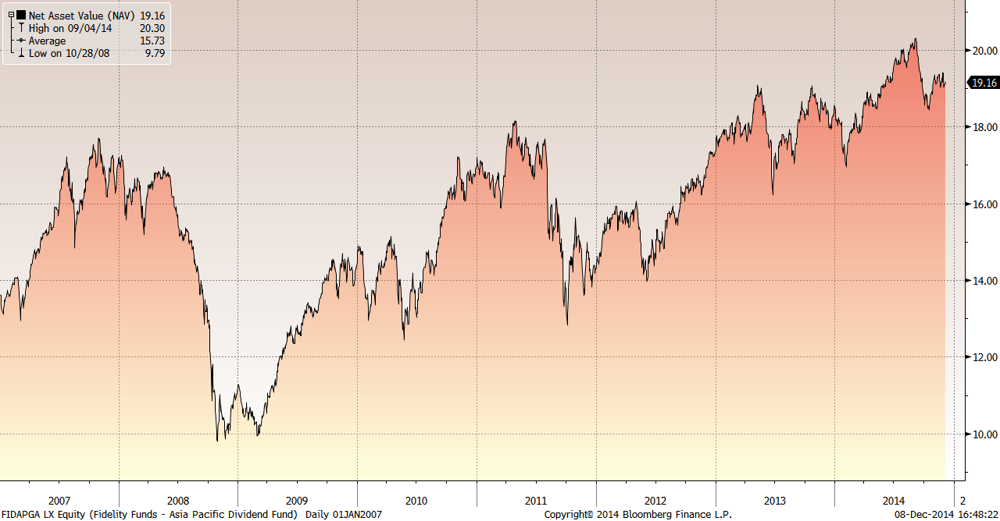 Net Asset Value (NAV) 19.16
High on 09/04/14 20.30
Average 15.73
Low on 10/28/08 9.79
20.00
19.16
18.00
16.00
14.00
12.00
10.00
2007 2008 2009 2010 2011 2012 2013 2014 2
FIDAPGA LX Equity (Fidelity Funds - Asia Pacific Dividend Fund) Daily 01JAN2007 Copyright© 2014 Bloomberg Finance L.P. 08-Dec-2014 16:48:22